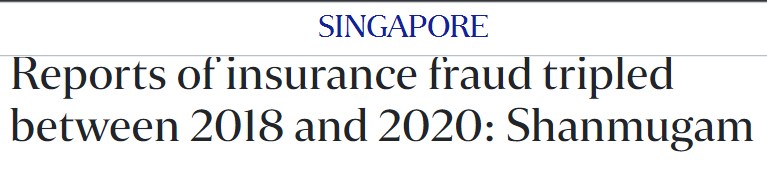 SINGAPORE
Reports of insurance fraud tripled
between 2018 and 2020: Shanmugam